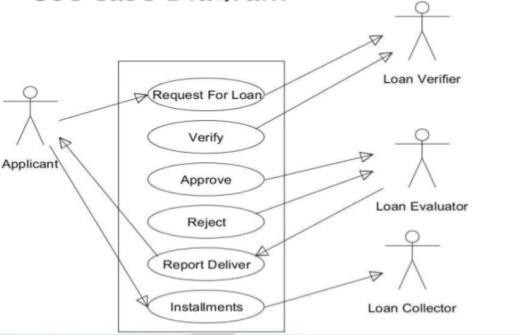 Request For Loan
Loan Verifier
Verify
Applicant
Approve
Loan Evaluator
Reject
Report Deliver
Installments
Loan Collector